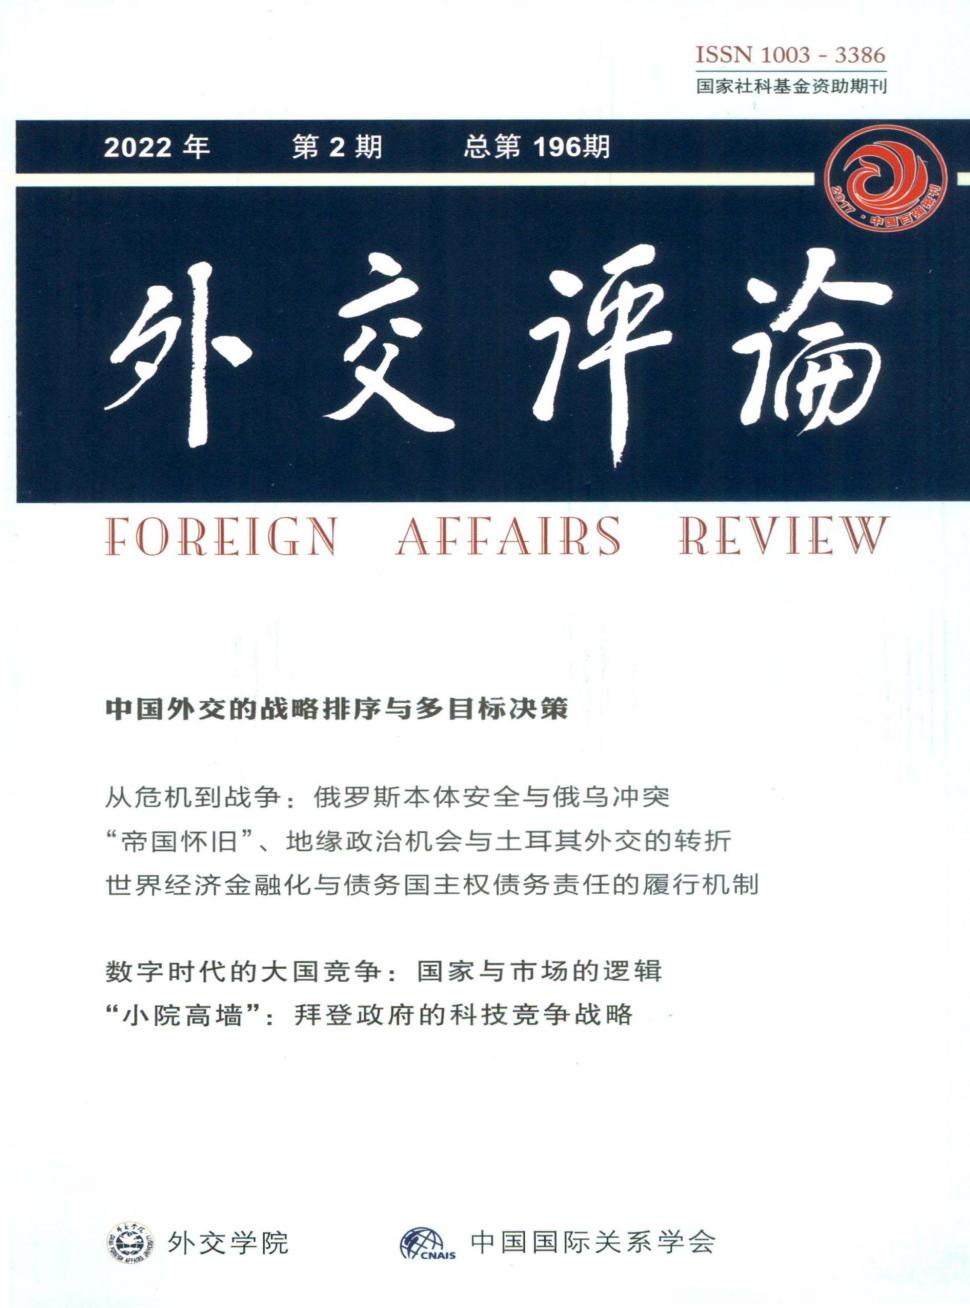 ISSN 1003 - 3386
国家社科基金资助期刊
2022 年 第 2 期 总第 196期
2017·中国百强报刊
外交评论
FOREIGN AFFAIRS REVIEW
中国外交的战略排序与多目标决策
从危机到战争：俄罗斯本体安全与俄乌冲突
“帝国怀旧”、地缘政治机会与土耳其外交的转折
世界经济金融化与债务国主权债务责任的履行机制
数字时代的大国竞争：国家与市场的逻辑
“小院高墙”：拜登政府的科技竞争战略
外交学院
CNAIS
中国国际关系学会